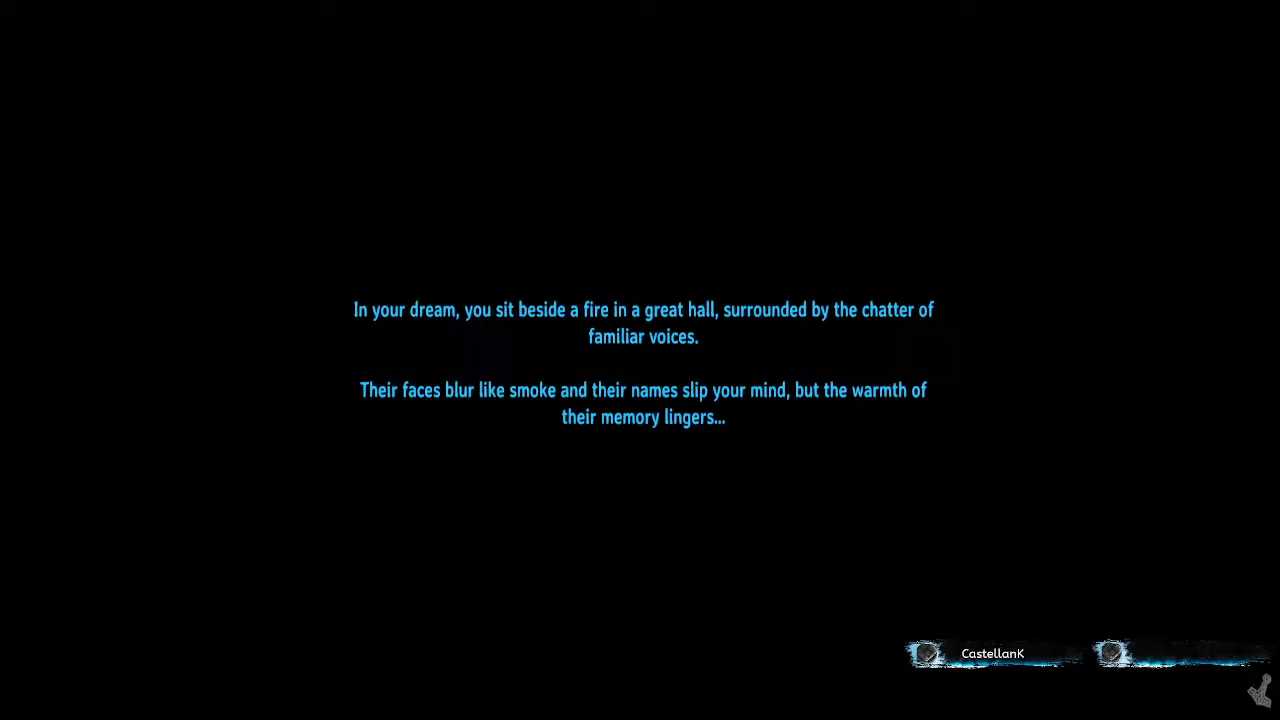 In your dream, you sit beside a fire in a great hall, surrounded by the chatter of
familiar voices.
Their faces blur like smoke and their names slip your mind, but the warmth of
their memory lingers...
CastellanK